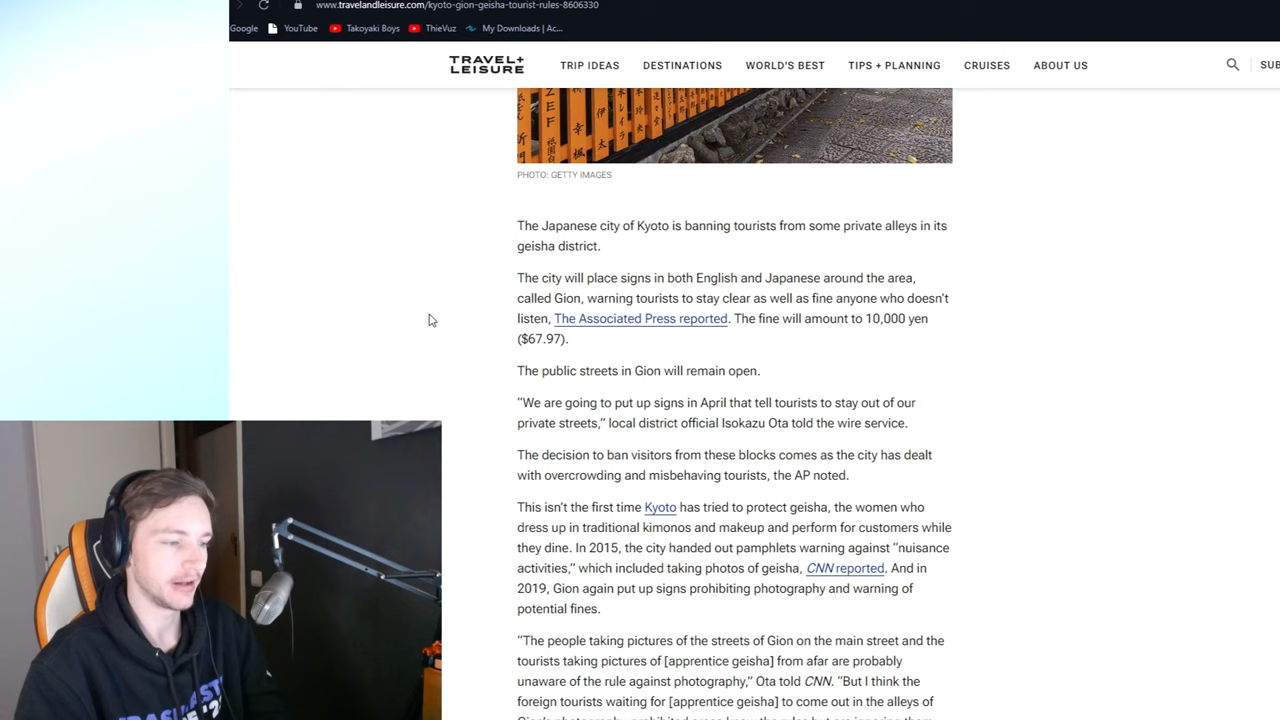 www.travelandleisure.com/kyoto-gion-geisha-tourist-rules-8606330
Google YouTube Takoyaki Boys ThieVuz My Downloads | Ac...
TRAVEL+
LEISURE
TRIP IDEAS DESTINATIONS WORLD'S BEST TIPS + PLANNING CRUISES ABOUT US SUB
PHOTO: GETTY IMAGES
The Japanese city of Kyoto is banning tourists from some private alleys in its
geisha district.
The city will place signs in both English and Japanese around the area,
called Gion, warning tourists to stay clear as well as fine anyone who doesn't
listen, The Associated Press reported. The fine will amount to 10,000 yen
($67.97).
The public streets in Gion will remain open.
“We are going to put up signs in April that tell tourists to stay out of our
private streets,” local district official Isokazu Ota told the wire service.
The decision to ban visitors from these blocks comes as the city has dealt
with overcrowding and misbehaving tourists, the AP noted.
This isn't the first time Kyoto has tried to protect geisha, the women who
dress up in traditional kimonos and makeup and perform for customers while
they dine. In 2015, the city handed out pamphlets warning against “nuisance
activities,” which included taking photos of geisha, CNN reported. And in
2019, Gion again put up signs prohibiting photography and warning of
potential fines.
“The people taking pictures of the streets of Gion on the main street and the
tourists taking pictures of [apprentice geisha] from afar are probably
unaware of the rule against photography,” Ota told CNN. “But I think the
foreign tourists waiting for [apprentice geisha] to come out in the alleys of